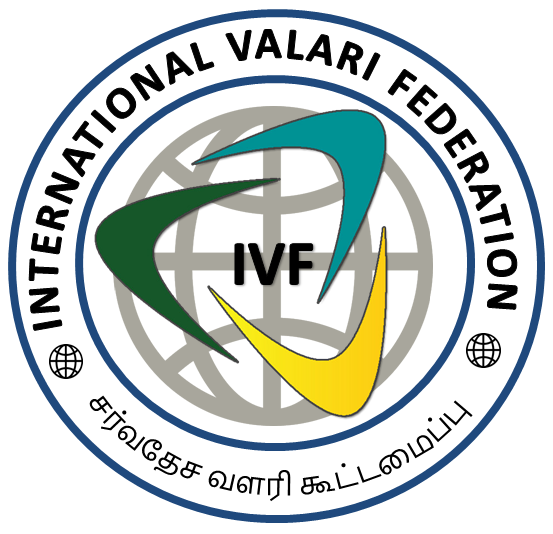 INTERNATIONAL VALARI FEDERATION
IVF
சர்வதேச வளரி கூட்டமைப்பு